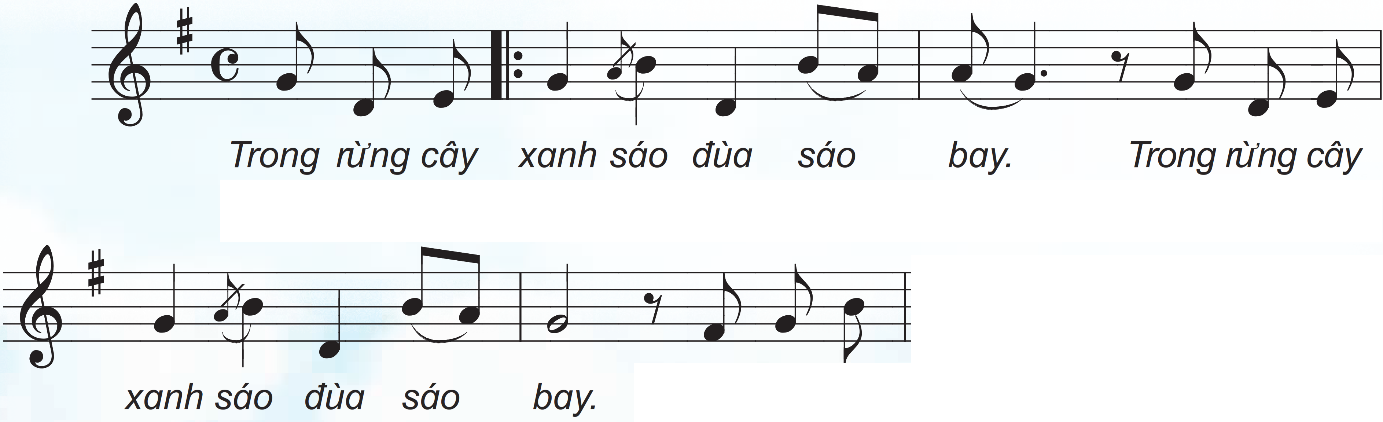 Trong rừng cây xanh sáo đùa sáo bay. Trong rừng cây
xanh sáo đùa sáo bay.